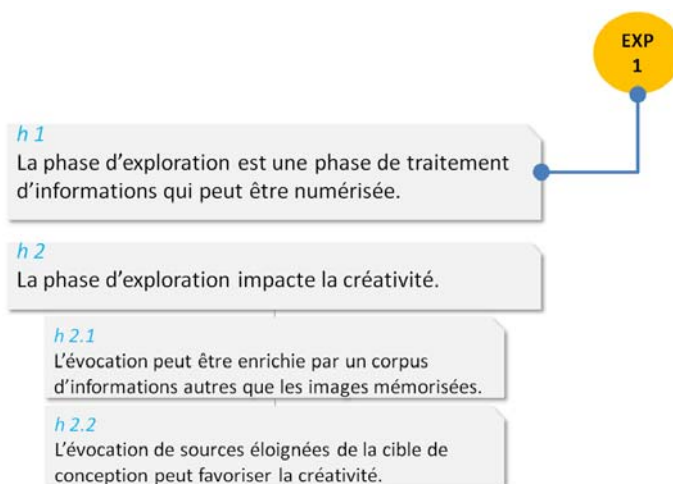 EXP
1
h 1
La phase d'exploration est une phase de traitement
d'informations qui peut être numérisée.
h 2
La phase d'exploration impacte la créativité.
h 2.1
L'évocation peut être enrichie par un corpus
d'informations autres que les images mémorisées.
h 2.2
L'évocation de sources éloignées de la cible de
conception peut favoriser la créativité.